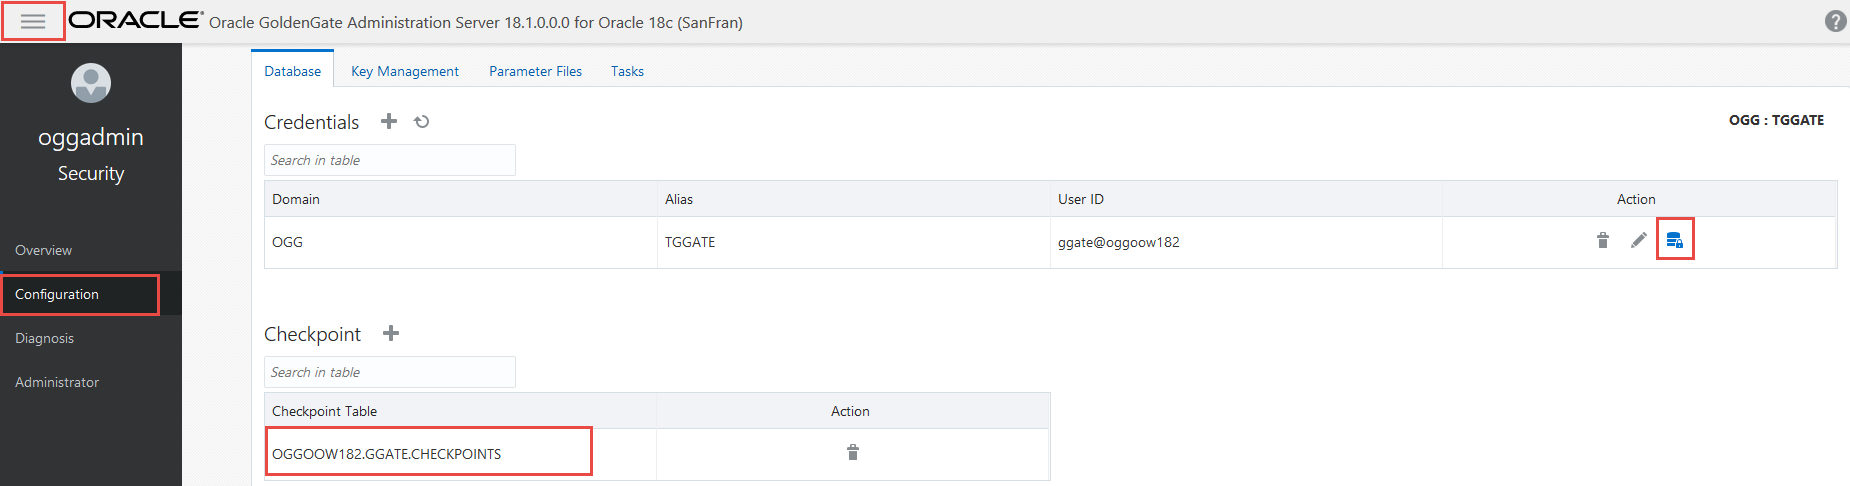 ORACLE® Oracle GoldenGate Administration Server 18.1.0.0.0 for Oracle 18c (SanFran) ?
oggadmin
Security
Overview
Configuration
Diagnosis
Administrator
Database Key Management Parameter Files Tasks
Credentials OGG : TGGATE
Search in table
Domain Alias User ID Action
OGG TGGATE ggate@oggoow182
Checkpoint
Search in table
Checkpoint Table Action
OGGOOW182.GGATE.CHECKPOINTS